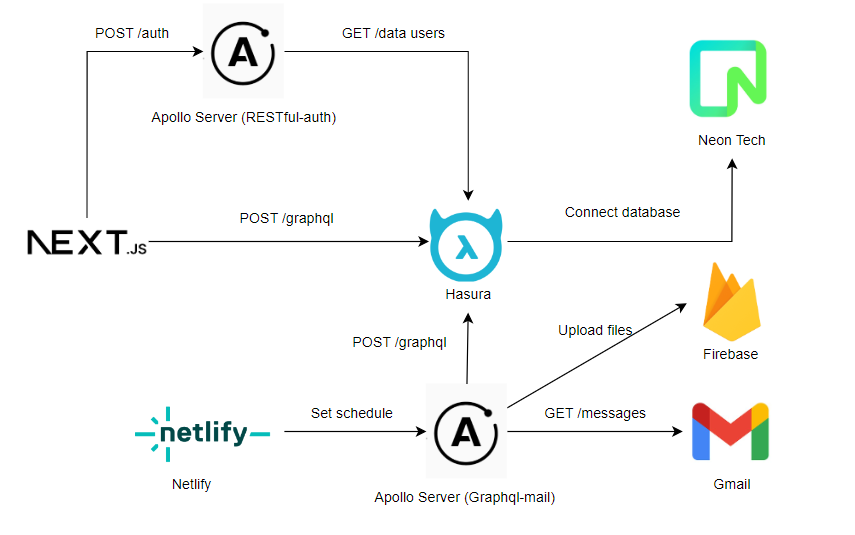 POST /auth
GET /data users
A
Apollo Server (RESTful-auth)
Neon Tech
POST /graphql
Connect database
NEXT.JS
λ
Hasura
POST /graphql
Upload files
Firebase
Set schedule
GET /messages
netlify
A
Netlify
Apollo Server (Graphql-mail)
Gmail